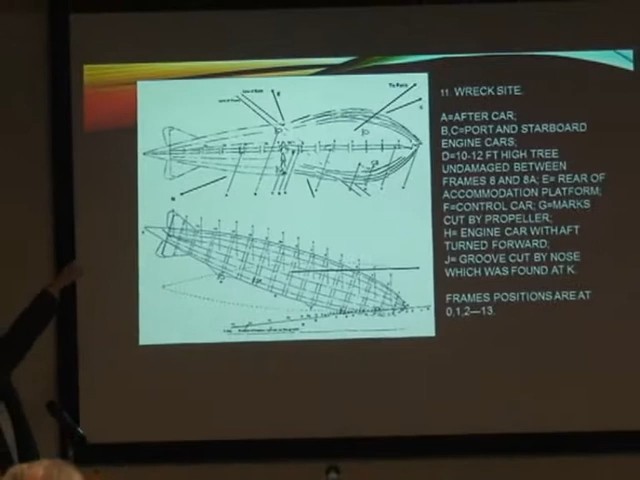 11. WRECK SITE.
A=AFTER CAR;
B,C=PORT AND STARBOARD
ENGINE CARS;
D=10-12 FT HIGH TREE
UNDAMAGED BETWEEN
FRAMES 8 AND 8A; E= REAR OF
ACCOMMODATION PLATFORM;
F=CONTROL CAR; G=MARKS
CUT BY PROPELLER;
H= ENGINE CAR WITH AFT
TURNED FORWARD;
J= GROOVE CUT BY NOSE
WHICH WAS FOUND AT K.
FRAMES POSITIONS ARE AT
0,1,2—13.